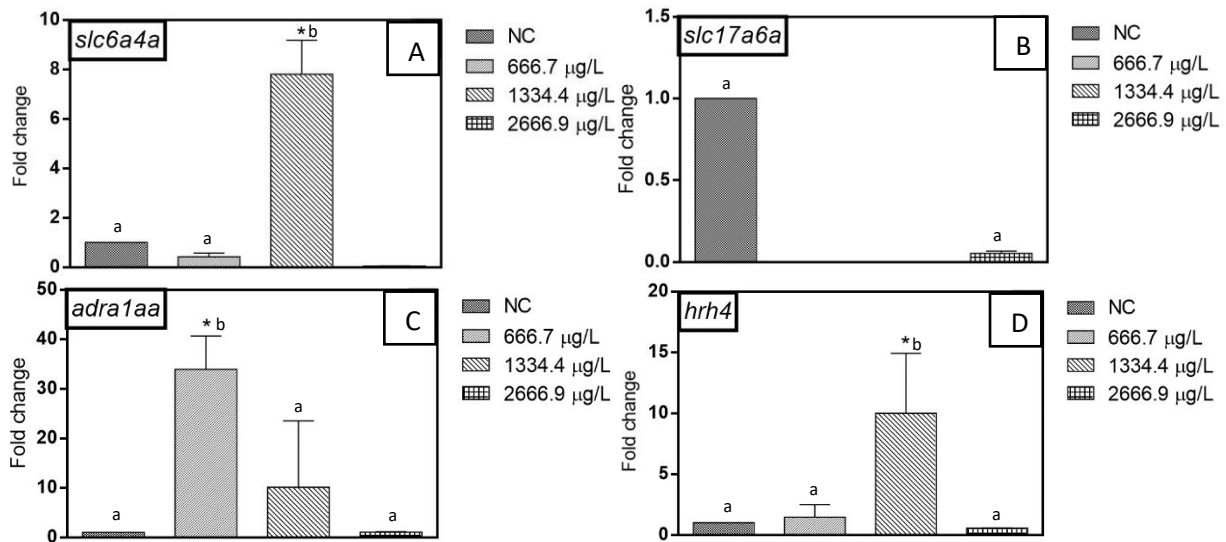 slc6a4a
A
Fold change
10
8
6
4
2
0
a
a
*b
NC
666.7 μg/L
1334.4 μg/L
2666.9 μg/L
slc17a6a
B
Fold change
1.5
1.0
0.5
0.0
a
a
NC
666.7 μg/L
1334.4 μg/L
2666.9 μg/L
adra1aa
C
Fold change
50
40
30
20
10
0
a
*b
a
a
NC
666.7 μg/L
1334.4 μg/L
2666.9 μg/L
hrh4
D
Fold change
20
15
10
5
0
a
a
*b
a
NC
666.7 μg/L
1334.4 μg/L
2666.9 μg/L